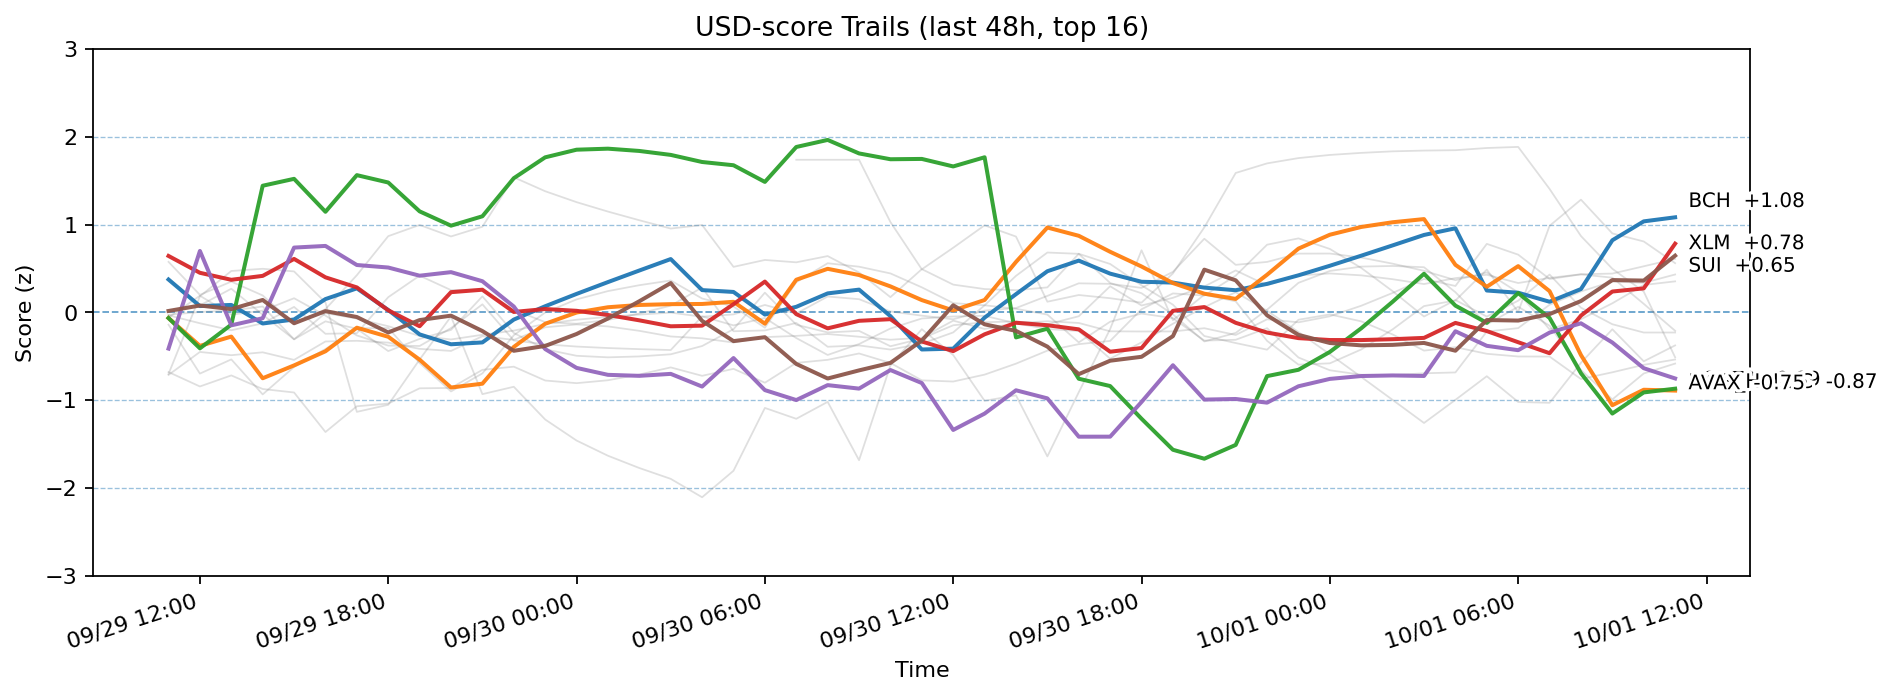 USD-score Trails (last 48h, top 16)
Score (z)
3
2
1
0
−1
−2
−3
BCH +1.08
XLM +0.78
SUI +0.65
AVAX -0.75
-0.87
09/29 12:00
09/29 18:00
09/30 00:00
09/30 06:00
09/30 12:00
09/30 18:00
10/01 00:00
10/01 06:00
10/01 12:00
Time